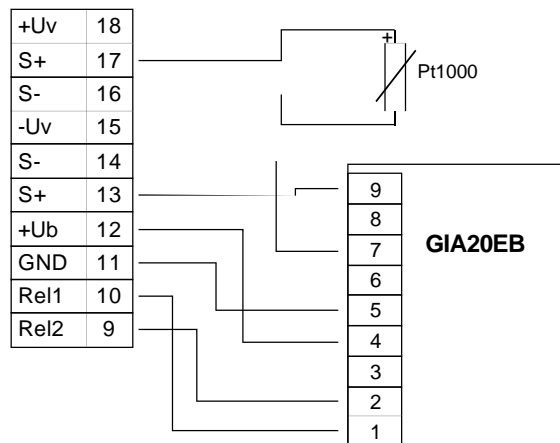 +Uv 18
S+ 17
S- 16
-Uv 15
S- 14
S+ 13
+Ub 12
GND 11
Rel1 10
Rel2 9
+
Pt1000
9
8
7
6
5
4
3
2
1
GIA20EB